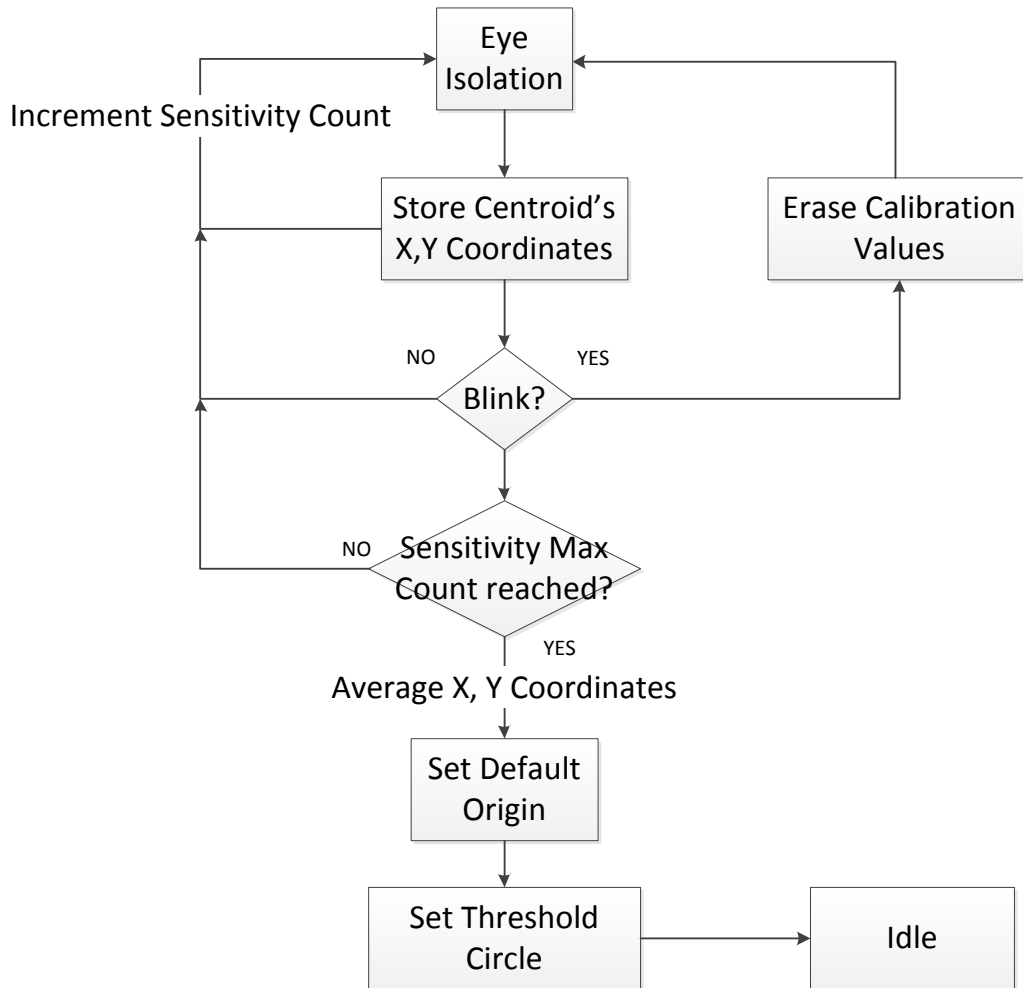 Eye
Isolation
Increment Sensitivity Count
Store Centroid's
X,Y Coordinates
Erase Calibration
Values
NO
YES
Blink?
NO
Sensitivity Max
Count reached?
YES
Average X, Y Coordinates
Set Default
Origin
Set Threshold
Circle
Idle